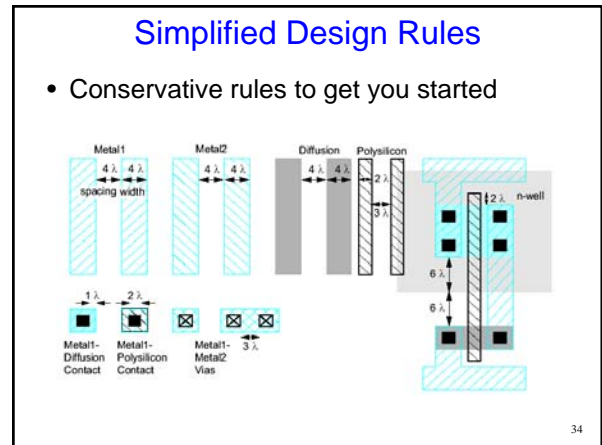 Simplified Design Rules
• Conservative rules to get you started
Metal1 Metal2 Diffusion Polysilicon
4 λ 4 λ 4 λ 4 λ 4 λ 4 λ 2 λ
spacing width
3 λ
2 λ n-well
6 λ
6 λ
1 λ 2 λ
3 λ
Metal1-
Diffusion
Contact
Metal1-
Polysilicon
Contact
Metal1-
Metal2
Vias
34